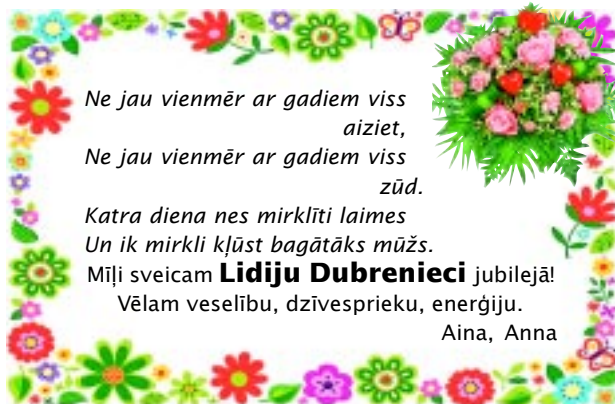 Ne jau vienmēr ar gadiem viss
aiziet,
Ne jau vienmēr ar gadiem viss
zūd.
Katra diena nes mirklīti laimes
Un ik mirkli kļūst bagātāks mūžs.
Mīļi sveicam Lidiju Dubrenieci jubilejā!
Vēlam veselību, dzīvesprieku, enerģiju.
Aina, Anna